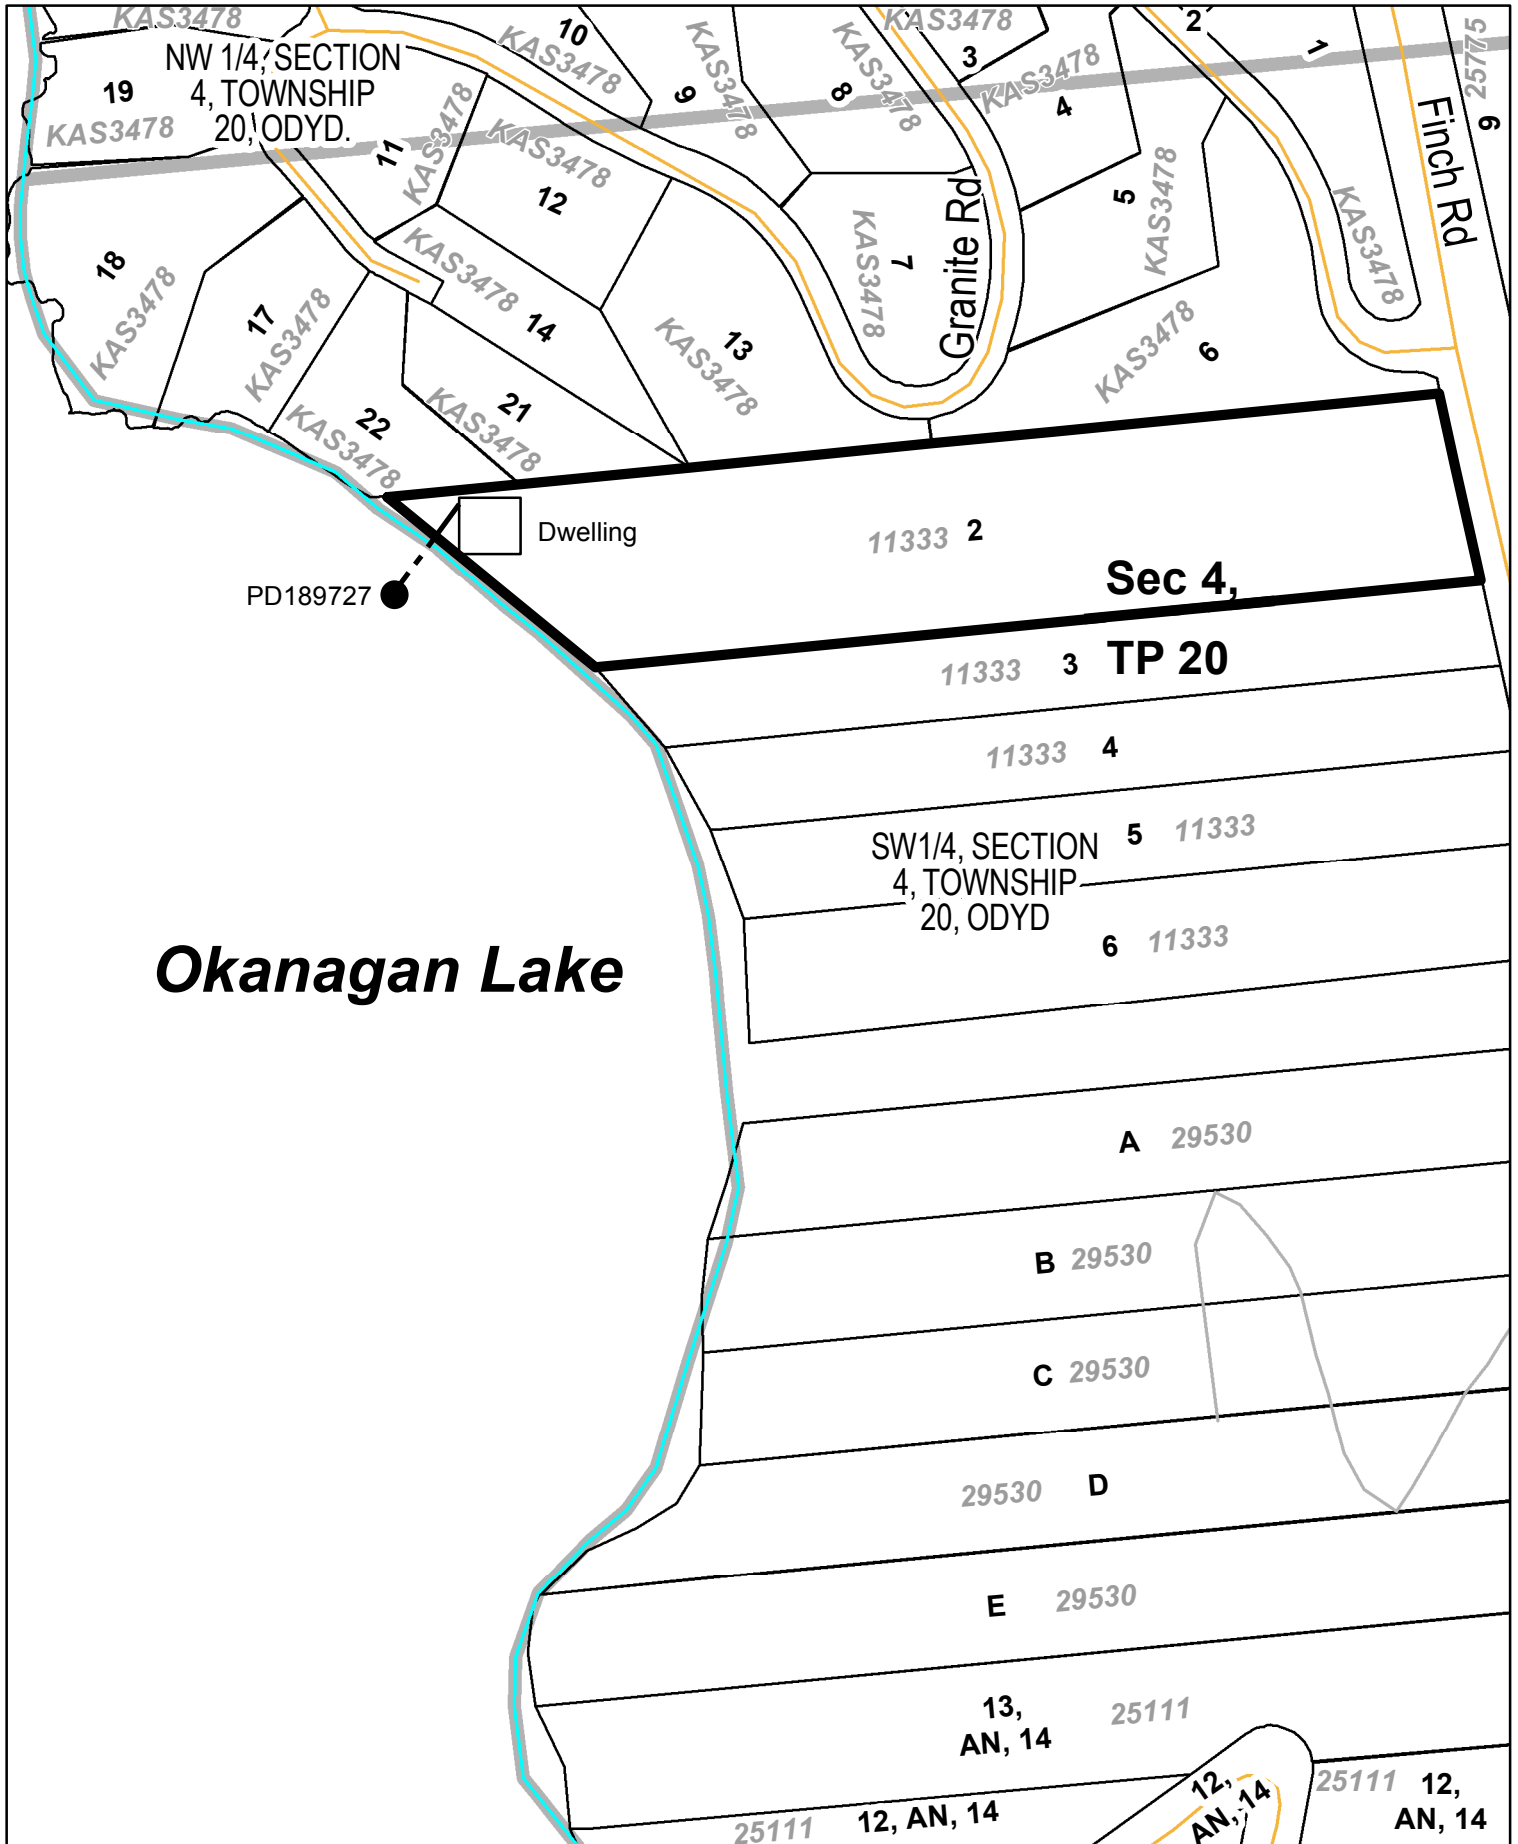 KAS3478
10
KAS3478
KAS3478
9
KAS3478
8
KAS3478
3
KAS3478
4
2
1
25775
9
Finch Rd
NW 1/4, SECTION
4, TOWNSHIP
20, ODYD.
19
KAS3478
11
KAS3478
KAS3478
12
5
KAS3478
KAS3478
Granite Rd
7
KAS3478
18
KAS3478
17
KAS3478
KAS3478
14
13
KAS3478
6
KAS3478
22
KAS3478
21
KAS3478
Dwelling
PD189727
11333 2
Sec 4,
TP 20
11333 3
11333 4
5 11333
SW1/4, SECTION
4, TOWNSHIP
20, ODYD
6 11333
Okanagan Lake
A 29530
B 29530
C 29530
29530 D
E 29530
13,
AN, 14
25111
12,
AN, 14
25111
12,
AN, 14
25111
12, AN, 14